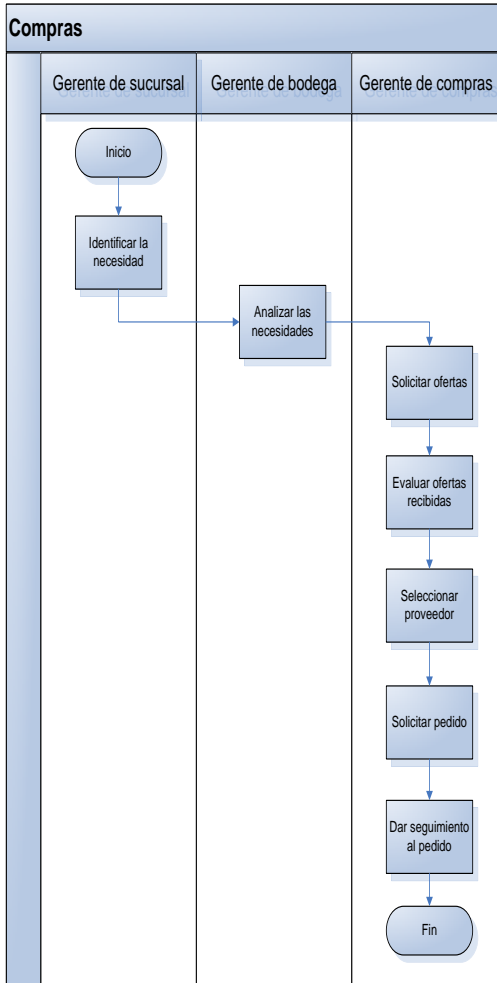 Compras
Gerente de sucursal
Gerente de bodega
Gerente de compras
Inicio
Identificar la
necesidad
Analizar las
necesidades
Solicitar ofertas
Evaluar ofertas
recibidas
Seleccionar
proveedor
Solicitar pedido
Dar seguimiento
al pedido
Fin